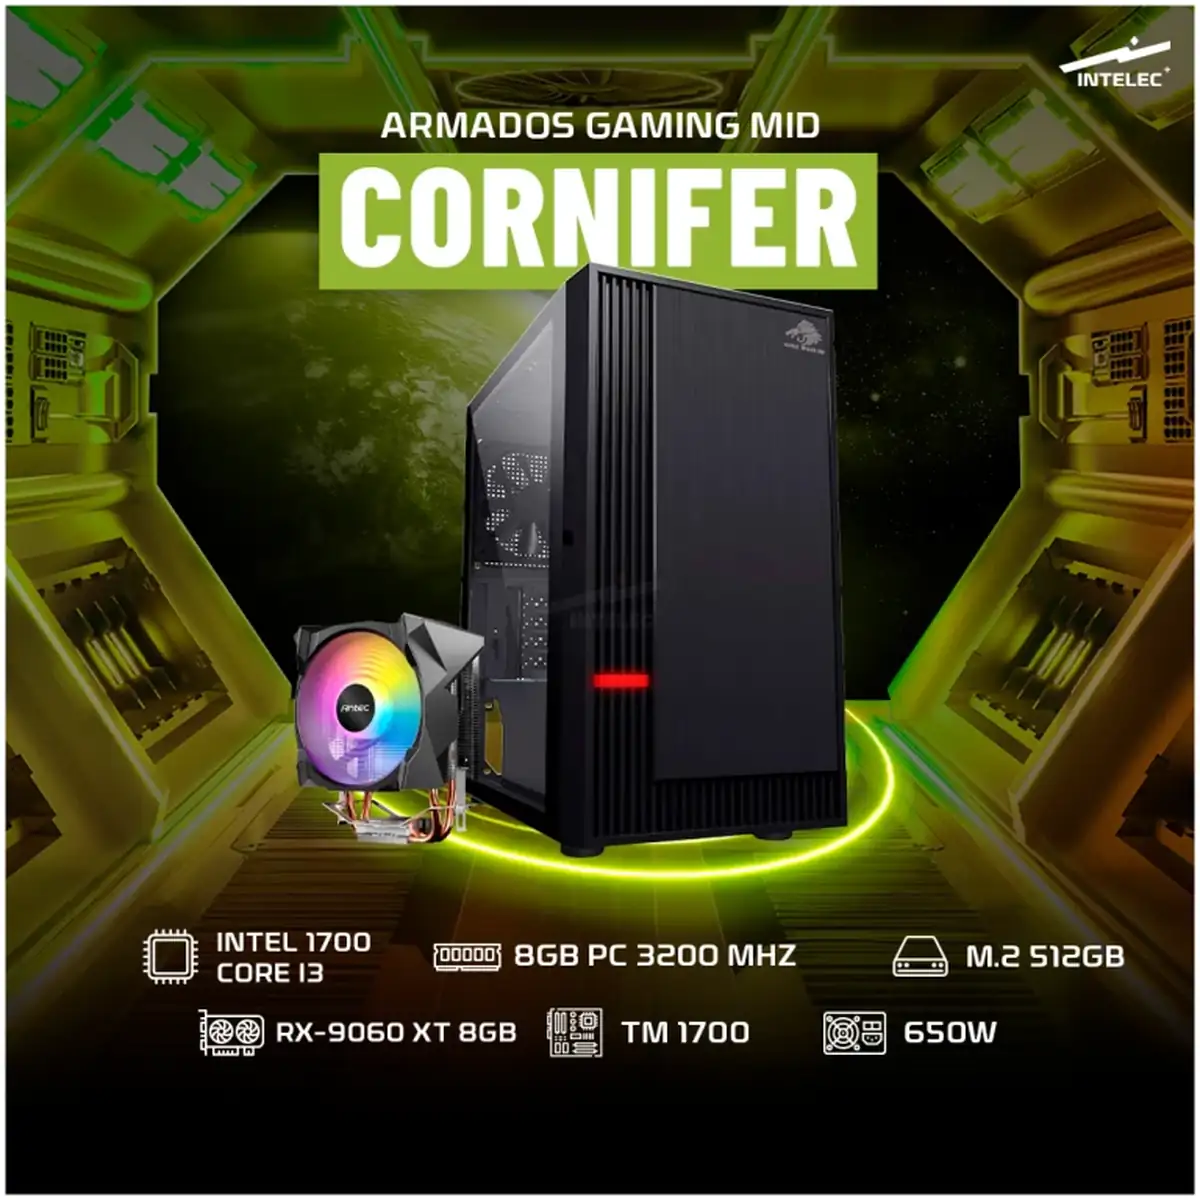 INTELEC+
ARMADOS GAMING MID
CORNIFER
INTELEC
Antec
INTEL 1700
CORE I3
8GB PC 3200 MHZ
M.2 512GB
RX-9060 XT 8GB
TM 1700
650W